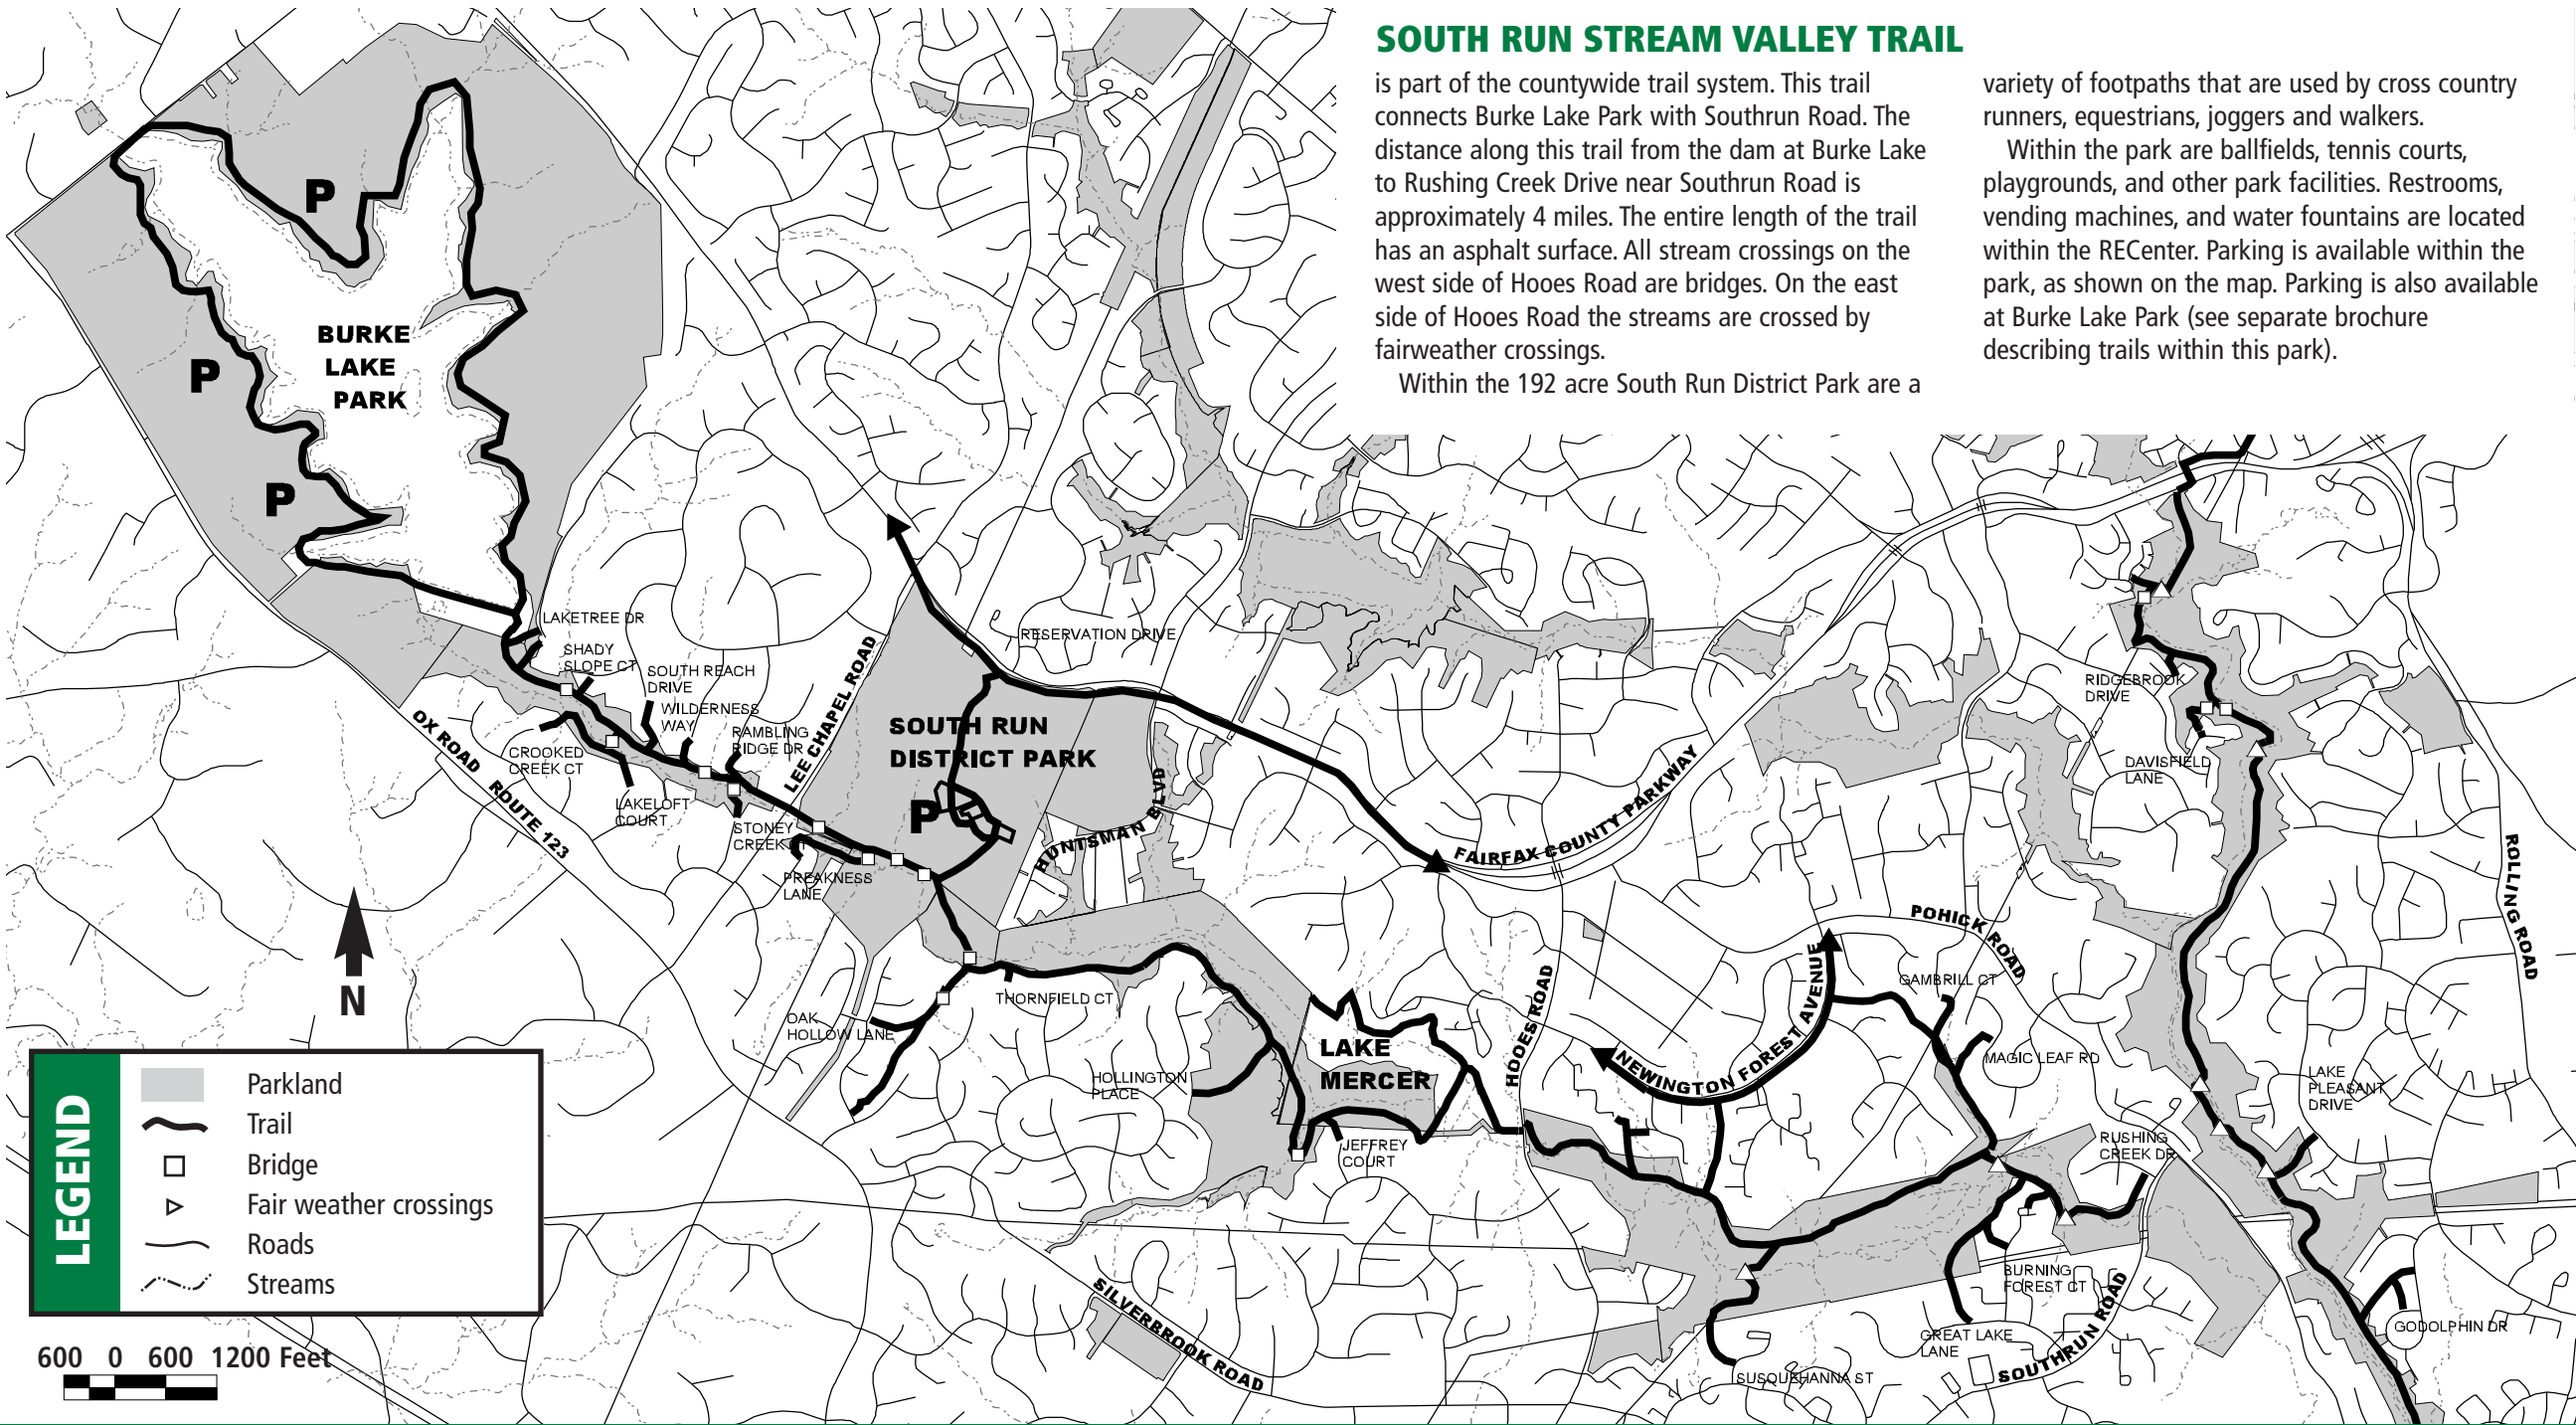 SOUTH RUN STREAM VALLEY TRAIL
is part of the countywide trail system. This trail
connects Burke Lake Park with Southrun Road. The
distance along this trail from the dam at Burke Lake
to Rushing Creek Drive near Southrun Road is
approximately 4 miles. The entire length of the trail
has an asphalt surface. All stream crossings on the
west side of Hooes Road are bridges. On the east
side of Hooes Road the streams are crossed by
fairweather crossings.
Within the 192 acre South Run District Park are a
variety of footpaths that are used by cross country
runners, equestrians, joggers and walkers.
Within the park are ballfields, tennis courts,
playgrounds, and other park facilities. Restrooms,
vending machines, and water fountains are located
within the RECenter. Parking is available within the
park, as shown on the map. Parking is also available
at Burke Lake Park (see separate brochure
describing trails within this park).
P
BURKE
LAKE
PARK
P
P
LAKETREE DR
SHADY
SLOPE CT
SOUTH REACH
DRIVE
WILDERNESS
WAY
RAMBLING
RIDGE DR
CROOKED
CREEK CT
LAKELOFT
COURT
STONEY
CREEK CT
PREAKNESS
LANE
OX ROAD ROUTE 123
LEE CHAPEL ROAD
RESERVATION DRIVE
SOUTH RUN
DISTRICT PARK
P
HUNTSMAN BLVD
FAIRFAX COUNTY PARKWAY
RIDGEBROOK
DRIVE
DAVISFIELD
LANE
ROLLING ROAD
POHICK ROAD
GAMBRILL CT
MAGIC LEAF RD
NEWINGTON FOREST AVENUE
HOOES ROAD
N
THORNFIELD CT
OAK
HOLLOW LANE
HOLLINGTON
PLACE
LAKE
MERCER
JEFFREY
COURT
LAKE
PLEASANT
DRIVE
RUSHING
CREEK DR
BURNING
FOREST CT
GREAT LAKE
LANE
SOUTHRUN ROAD
GODOLPHIN DR
SUSQUEHANNA ST
SILVERBROOK ROAD
LEGEND
Parkland
Trail
Bridge
Fair weather crossings
Roads
Streams
600 0 600 1200 Feet